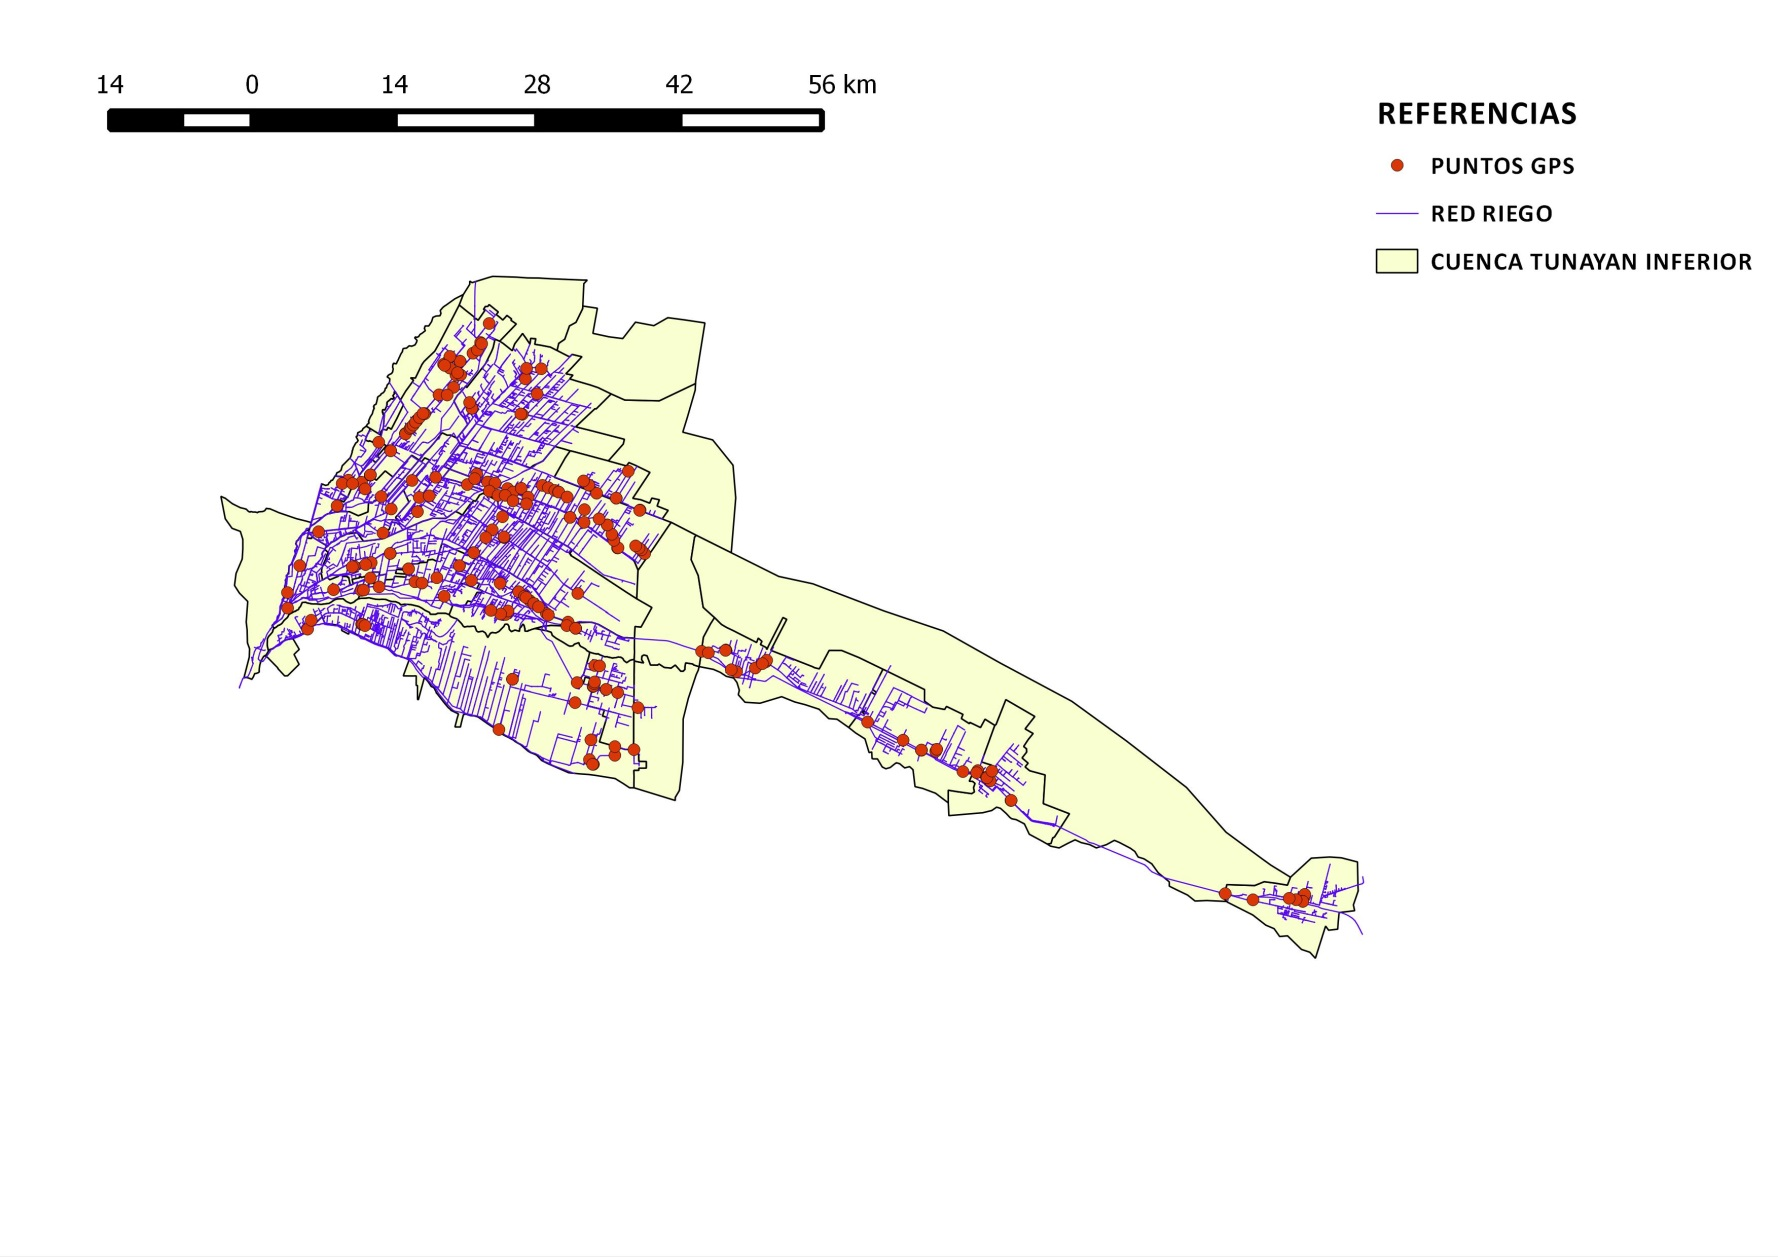 14 0 14 28 42 56 km
REFERENCIAS
PUNTOS GPS
RED RIEGO
CUENCA TUNAYAN INFERIOR